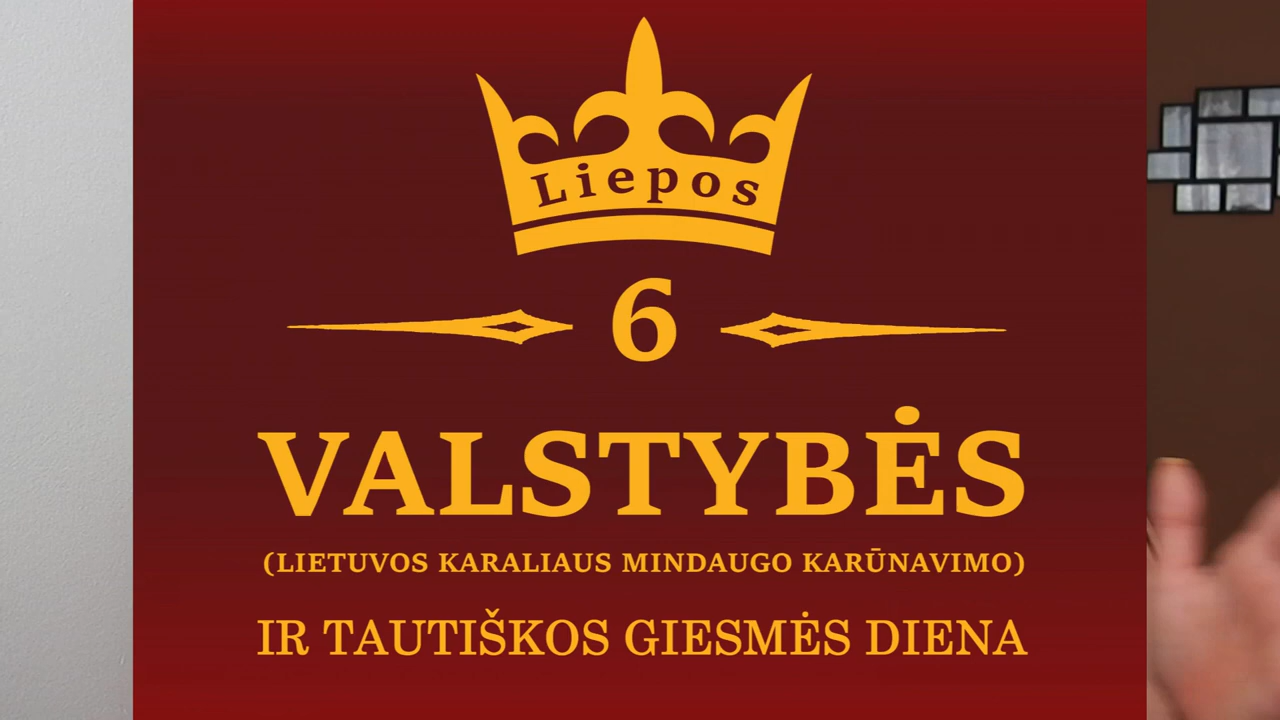 Liepos
6
VALSTYBĖS
(LIETUVOS KARALIAUS MINDAUGO KARŪNAVIMO)
IR TAUTIŠKOS GIESMĖS DIENA